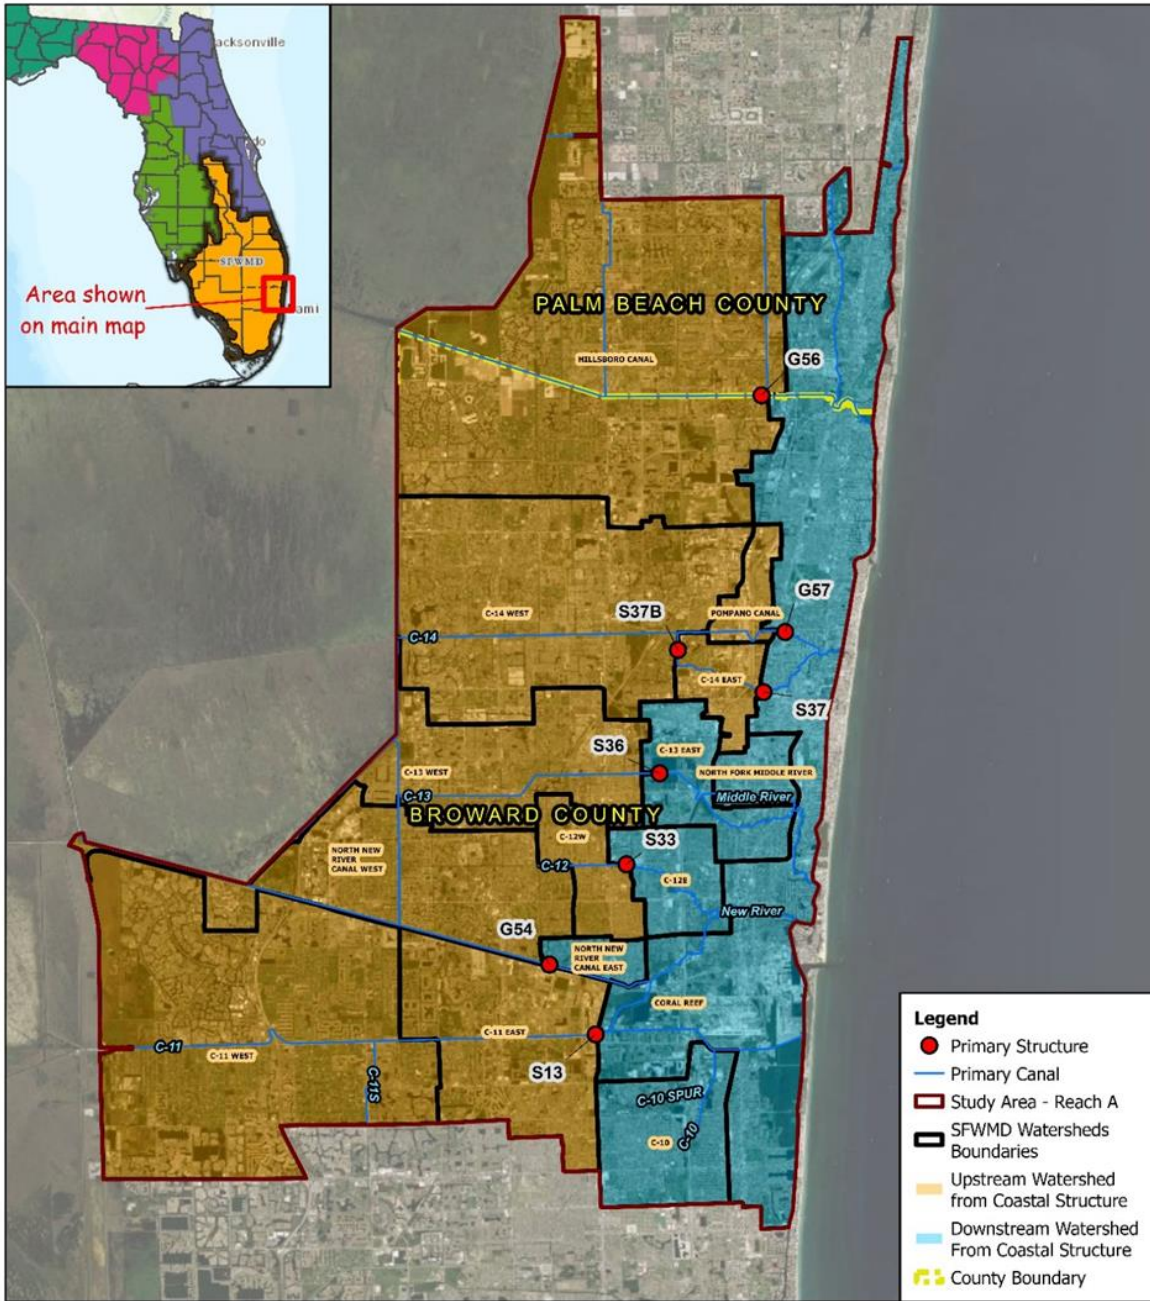 acksonville
do
SFWMD
Area shown
on main map
ami
PALM BEACH COUNTY
HILLSBORO CANAL
G56
C-14 WEST
S37B
POMPANO CANAL
G57
C-14
C-14 EAST
S37
S36
C-13 EAST
C-13 WEST
NORTH FORK MIDDLE RIVER
C-13
Middle River
BROWARD COUNTY
C-12W
S33
NORTH NEW
RIVER
CANAL WEST
C-12
C-12E
New River
G54
NORTH NEW
RIVER
CANAL EAST
CORAL REEF
C-11 EAST
C-11
C-11 WEST
S13
C-11S
C-10 SPUR
C-10
C-10
Legend
Primary Structure
Primary Canal
Study Area - Reach A
SFWMD Watersheds
Boundaries
Upstream Watershed
from Coastal Structure
Downstream Watershed
From Coastal Structure
County Boundary